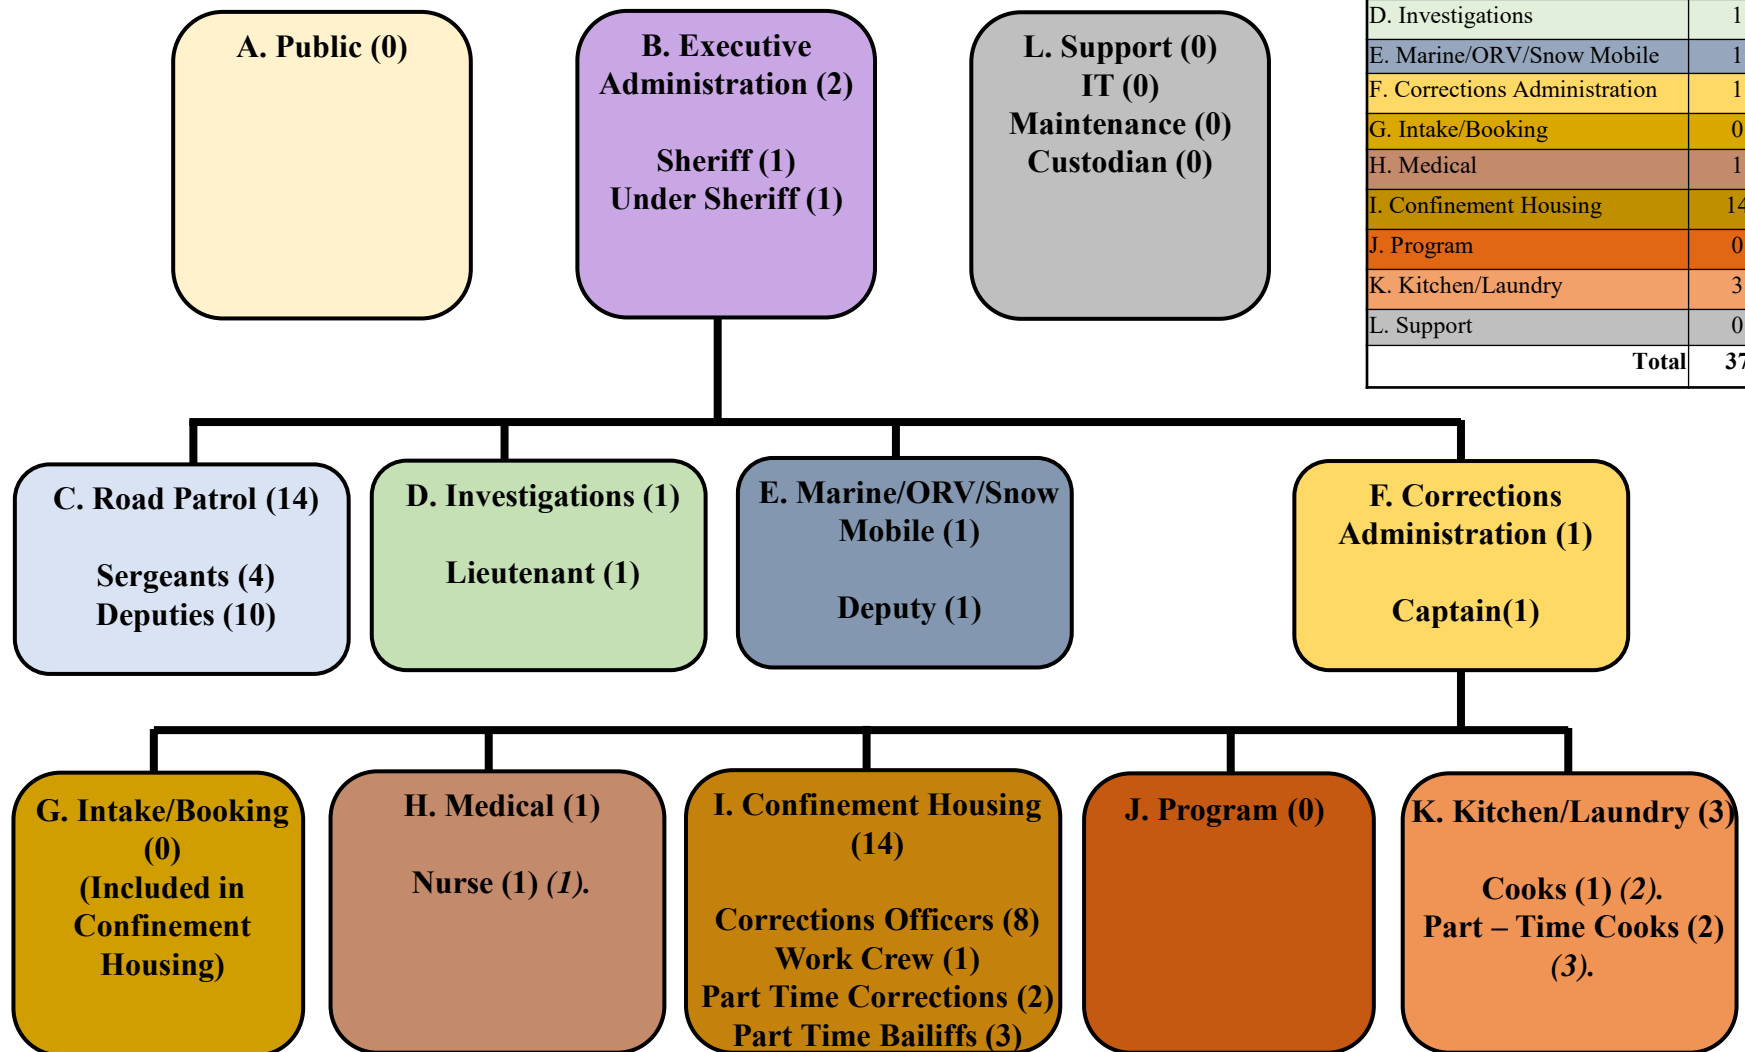 A. Public (0)
B. Executive
Administration (2)
Sheriff (1)
Under Sheriff (1)
L. Support (0)
IT (0)
Maintenance (0)
Custodian (0)
D. Investigations 1
E. Marine/ORV/Snow Mobile 1
F. Corrections Administration 1
G. Intake/Booking 0
H. Medical 1
I. Confinement Housing 14
J. Program 0
K. Kitchen/Laundry 3
L. Support 0
Total 37
C. Road Patrol (14)
Sergeants (4)
Deputies (10)
D. Investigations (1)
Lieutenant (1)
E. Marine/ORV/Snow
Mobile (1)
Deputy (1)
F. Corrections
Administration (1)
Captain(1)
G. Intake/Booking
(0)
(Included in
Confinement
Housing)
H. Medical (1)
Nurse (1) (1).
I. Confinement Housing
(14)
Corrections Officers (8)
Work Crew (1)
Part Time Corrections (2)
Part Time Bailiffs (3)
J. Program (0)
K. Kitchen/Laundry (3)
Cooks (1) (2).
Part – Time Cooks (2)
(3).